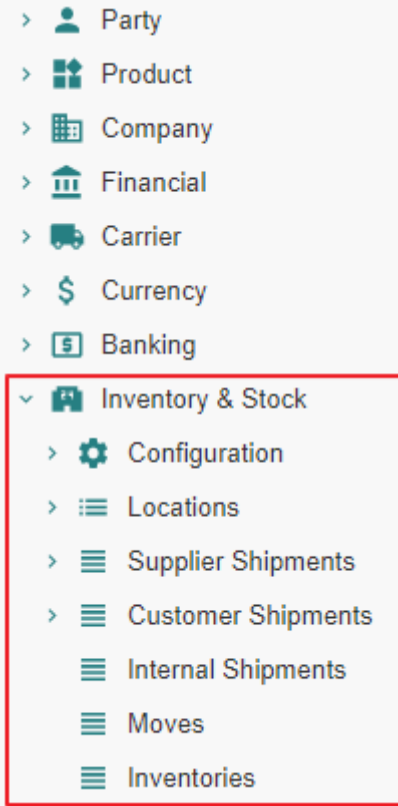 Party
Product
Company
Financial
Carrier
Currency
Banking
Inventory & Stock
Configuration
Locations
Supplier Shipments
Customer Shipments
Internal Shipments
Moves
Inventories